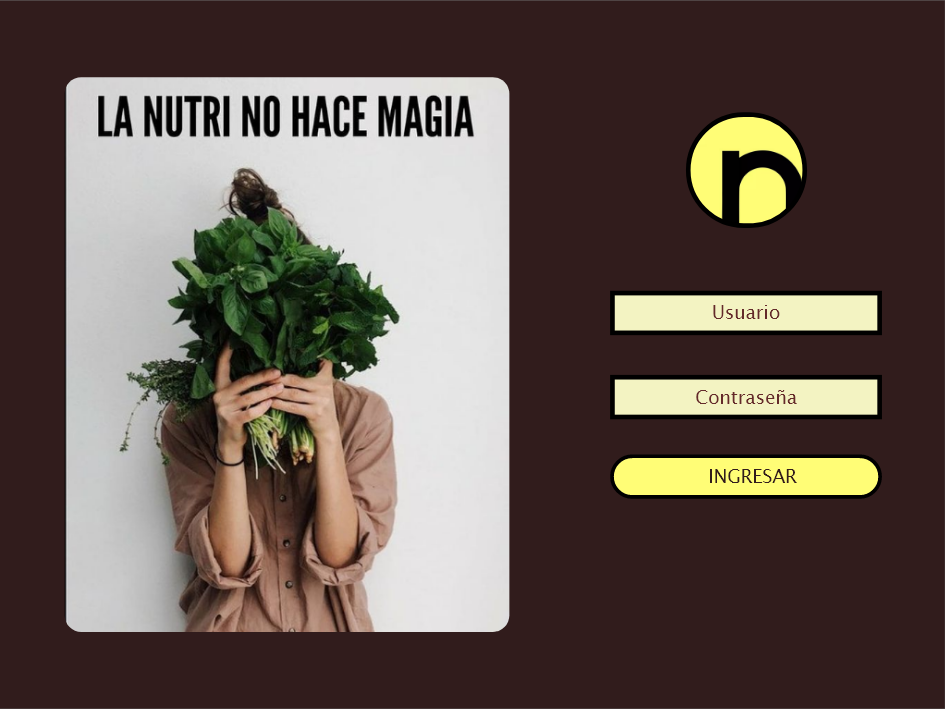 LA NUTRI NO HACE MAGIA
n
Usuario
Contraseña
INGRESAR